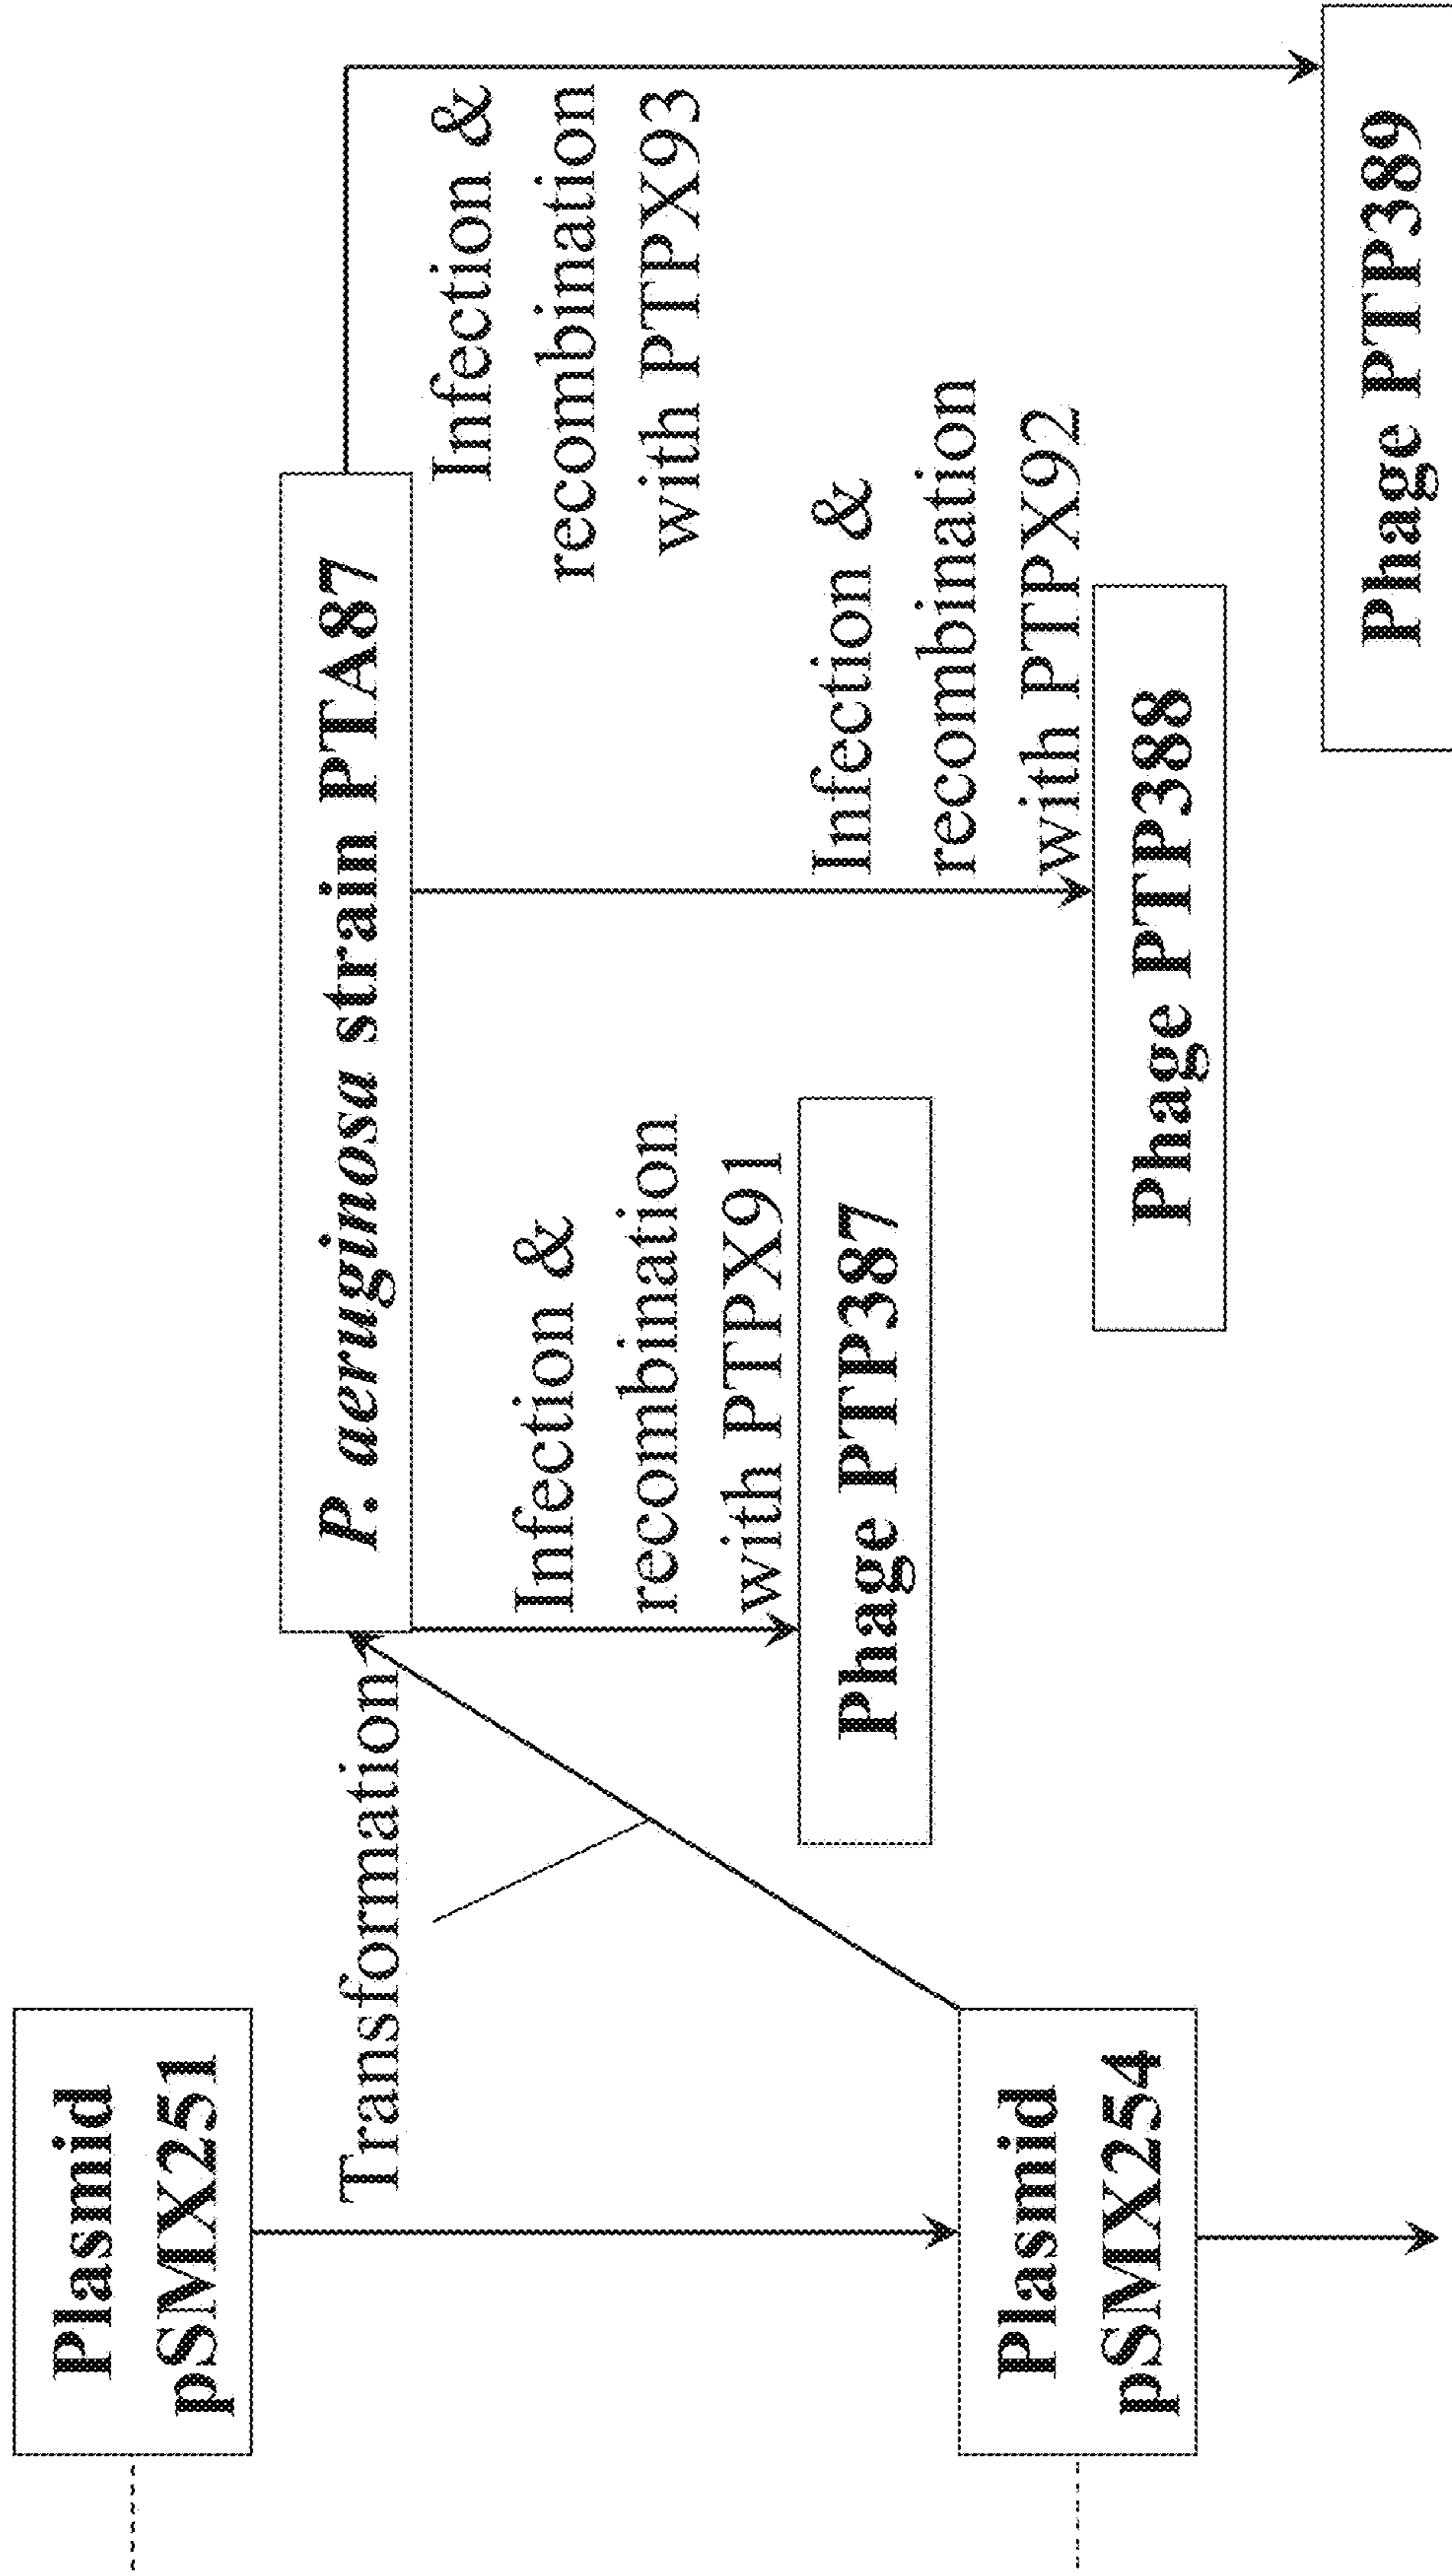 Plasmid
pSMX251
Transformation
P. aeruginosa strain PTA87
Infection &
recombination
with PTPX93
Infection &
recombination
with PTPX91
Infection &
recombination
with PTPX92
Phage PTP387
Plasmid
pSMX254
Phage PTP388
Phage PTP389